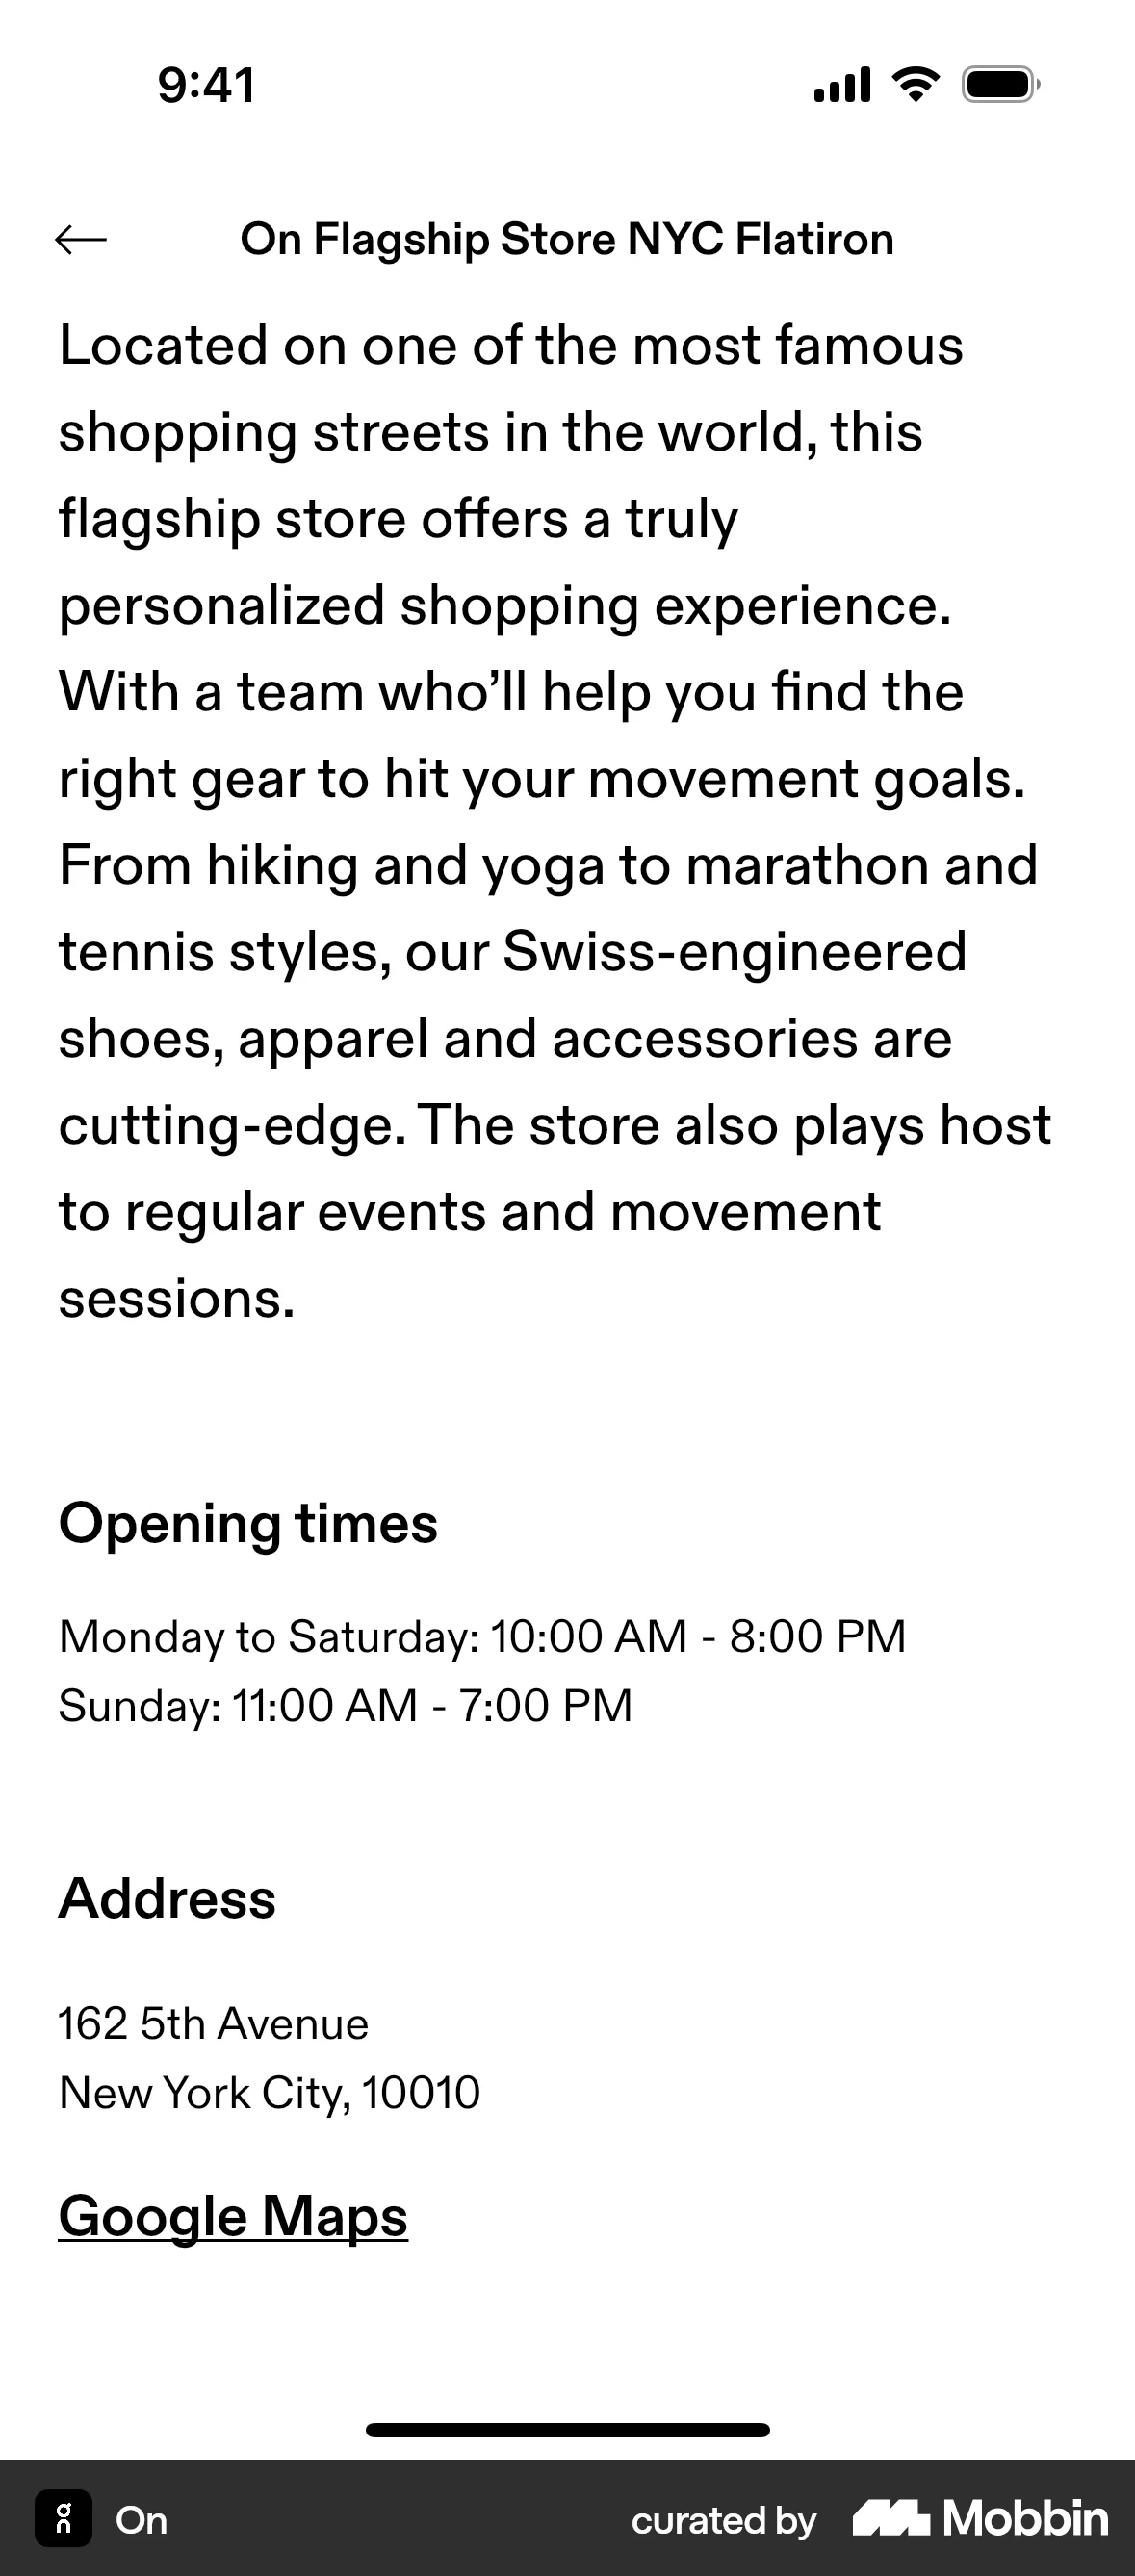 9:41
On Flagship Store NYC Flatiron
Located on one of the most famous
shopping streets in the world, this
flagship store offers a truly
personalized shopping experience.
With a team who’ll help you find the
right gear to hit your movement goals.
From hiking and yoga to marathon and
tennis styles, our Swiss-engineered
shoes, apparel and accessories are
cutting-edge. The store also plays host
to regular events and movement
sessions.
Opening times
Monday to Saturday: 10:00 AM - 8:00 PM
Sunday: 11:00 AM - 7:00 PM
Address
162 5th Avenue
New York City, 10010
Google Maps
On
curated by Mobbin